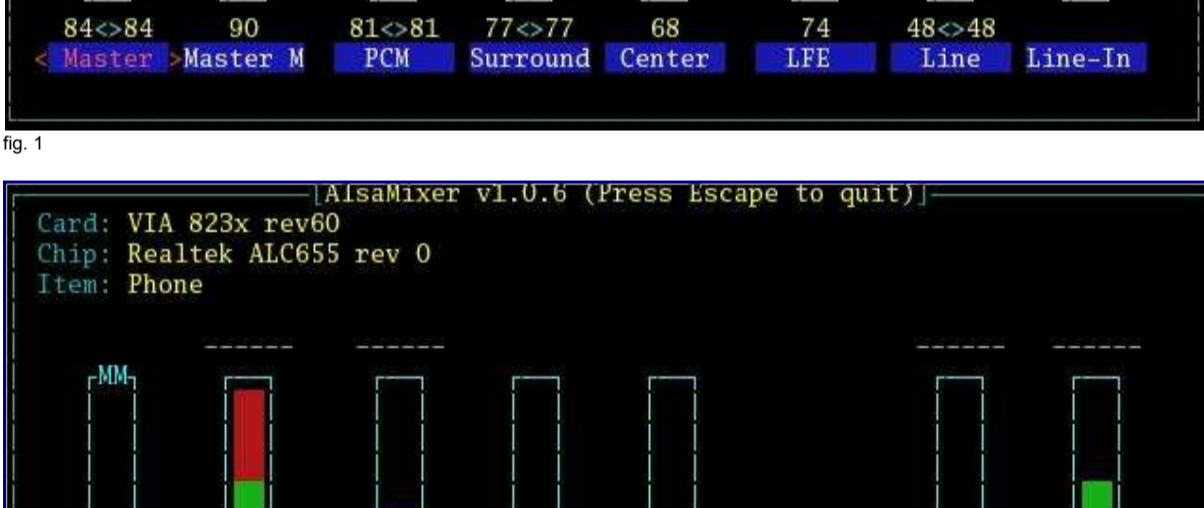 84<>84 90 81<>81 77<>77 68 74 48<>48
< Master >Master M PCM Surround Center LFE Line Line-In
fig. 1
[AlsaMixer v1.0.6 (Press Escape to quit)]
Card: VIA 823x rev60
Chip: Realtek ALC655 rev 0
Item: Phone
MM